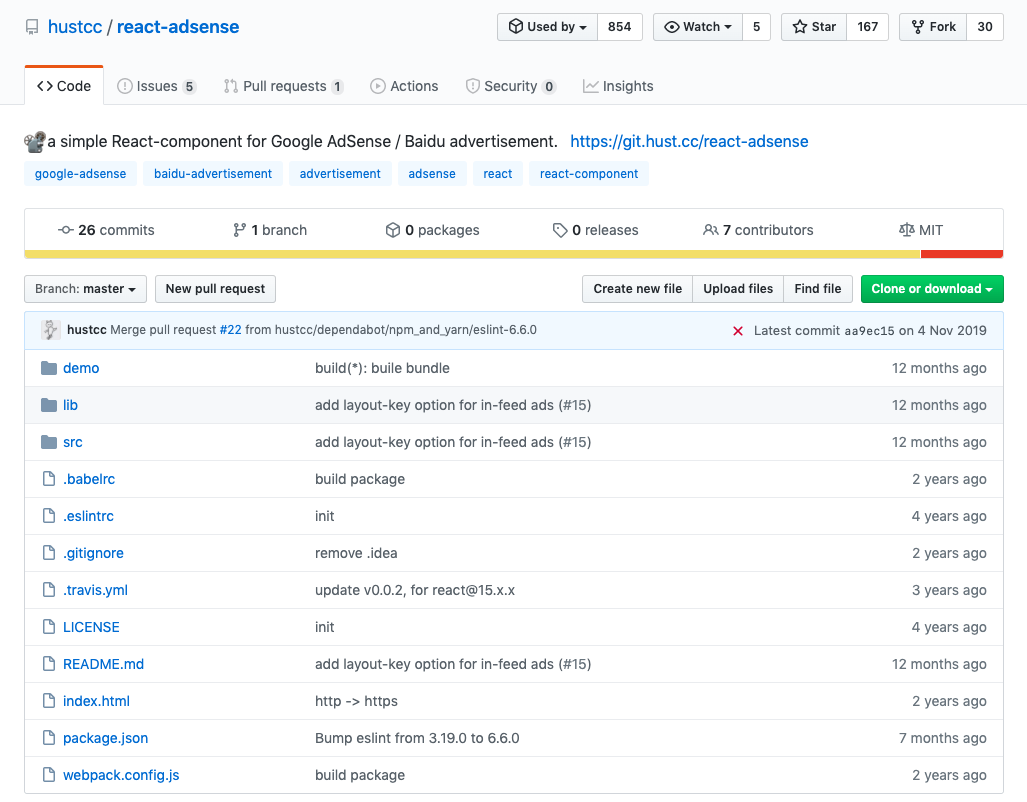 hustcc / react-adsense Used by 854 Watch 5 Star 167 Fork 30
Code Issues 5 Pull requests 1 Actions Security 0 Insights
a simple React-component for Google AdSense / Baidu advertisement. https://git.hust.cc/react-adsense
google-adsense baidu-advertisement advertisement adsense react react-component
26 commits 1 branch 0 packages 0 releases 7 contributors MIT
Branch: master New pull request Create new file Upload files Find file Clone or download
hustcc Merge pull request #22 from hustcc/dependabot/npm_and_yarn/eslint-6.6.0 Latest commit aa9ec15 on 4 Nov 2019
demo build(*): buile bundle 12 months ago
lib add layout-key option for in-feed ads (#15) 12 months ago
src add layout-key option for in-feed ads (#15) 12 months ago
.babelrc build package 2 years ago
.eslintrc init 4 years ago
.gitignore remove .idea 2 years ago
.travis.yml update v0.0.2, for react@15.x.x 3 years ago
LICENSE init 4 years ago
README.md add layout-key option for in-feed ads (#15) 12 months ago
index.html http -> https 2 years ago
package.json Bump eslint from 3.19.0 to 6.6.0 7 months ago
webpack.config.js build package 2 years ago